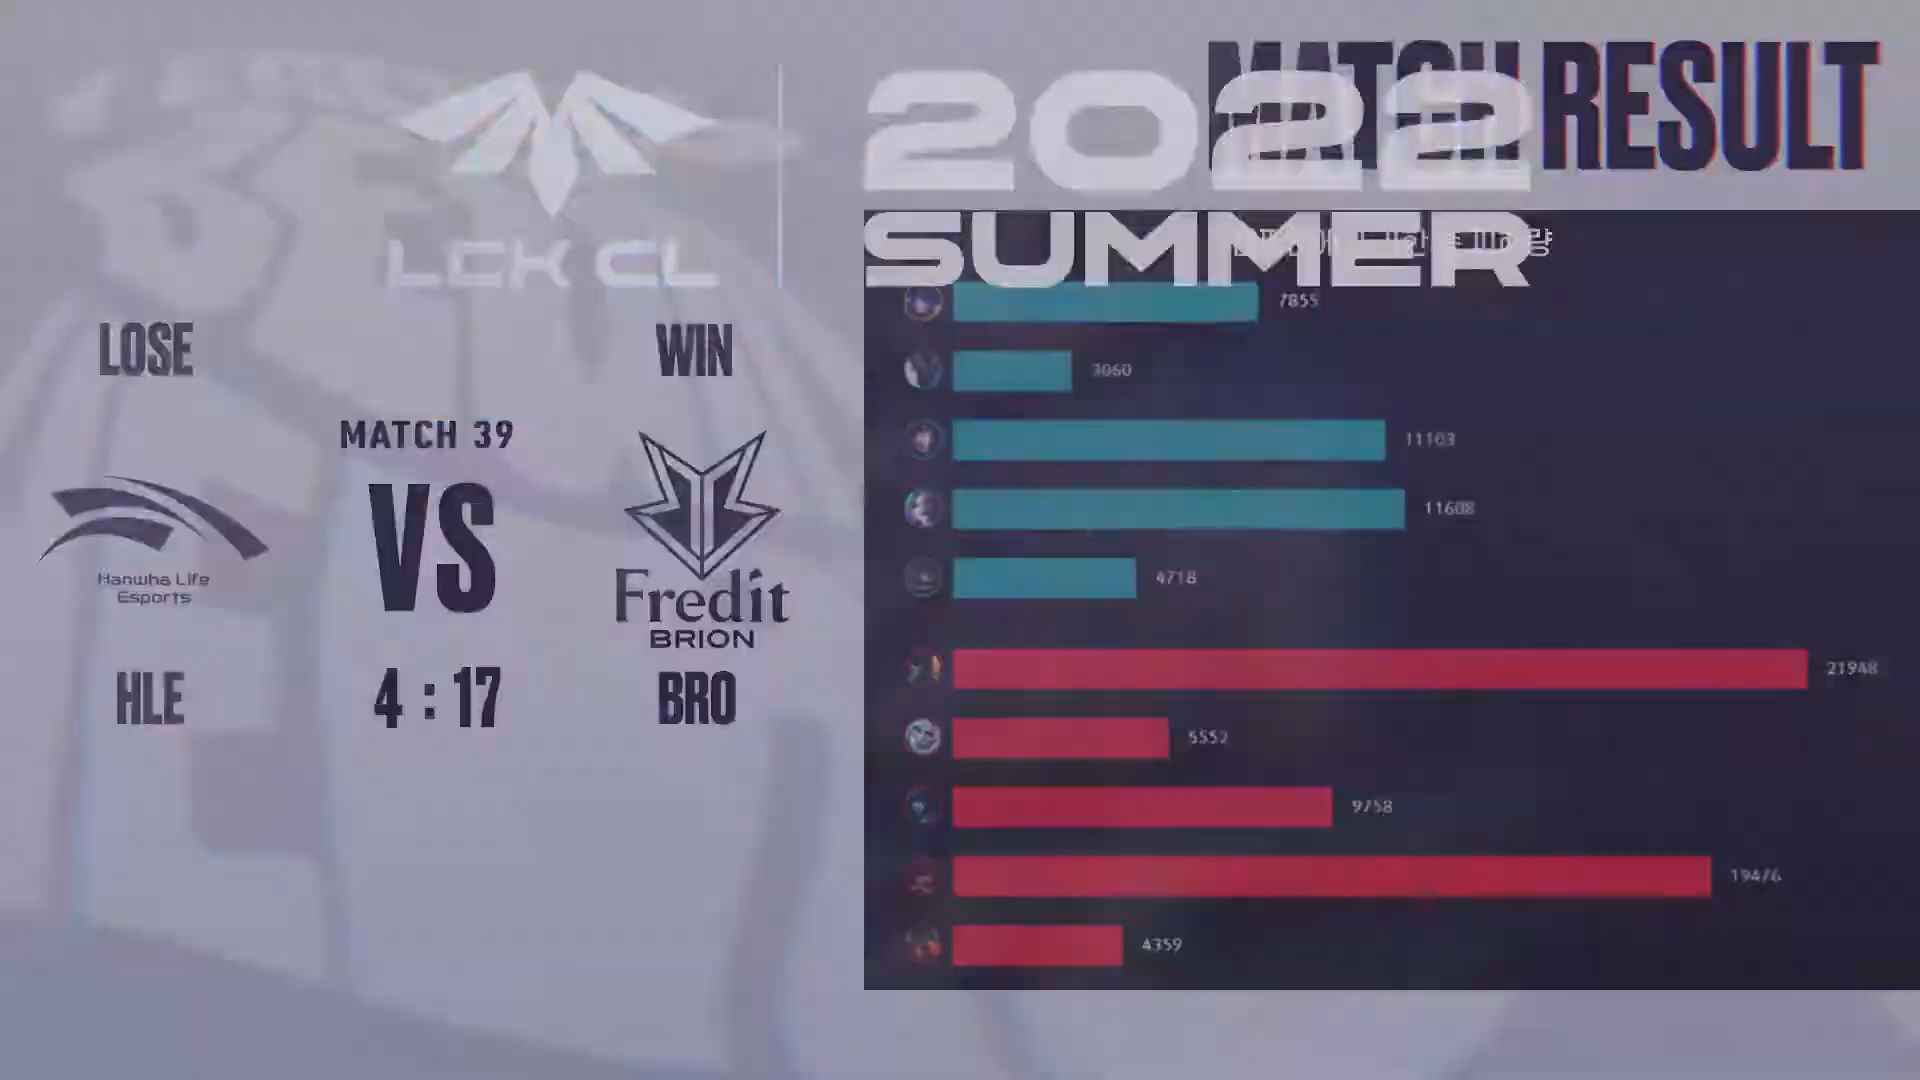 MATCH RESULT
2022
SUMMER
LCK CL
LOSE
WIN
MATCH 39
VS
Hanwha Life
Esports
Fredit
BRION
HLE
4 : 17
BRO
7855
3060
11103
11608
4718
21948
5552
9758
19476
4359